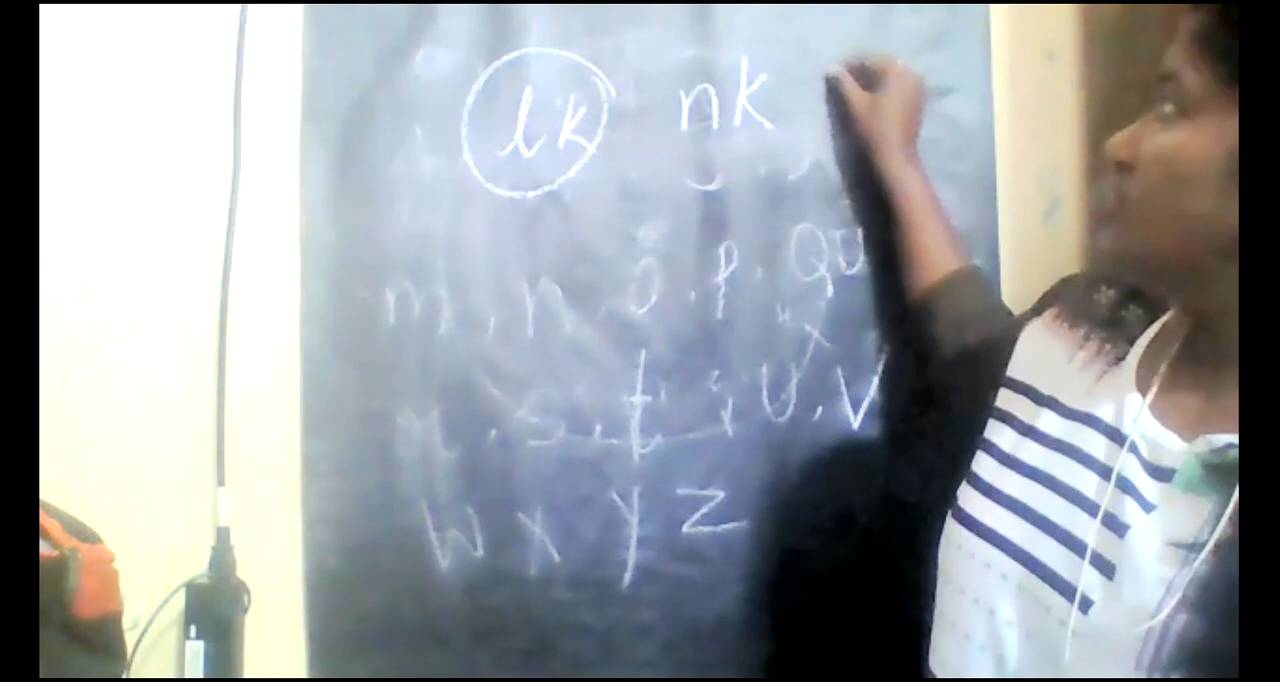 lk nk
m, n, o, p, QU
r, s, t, U, V
W X Y Z